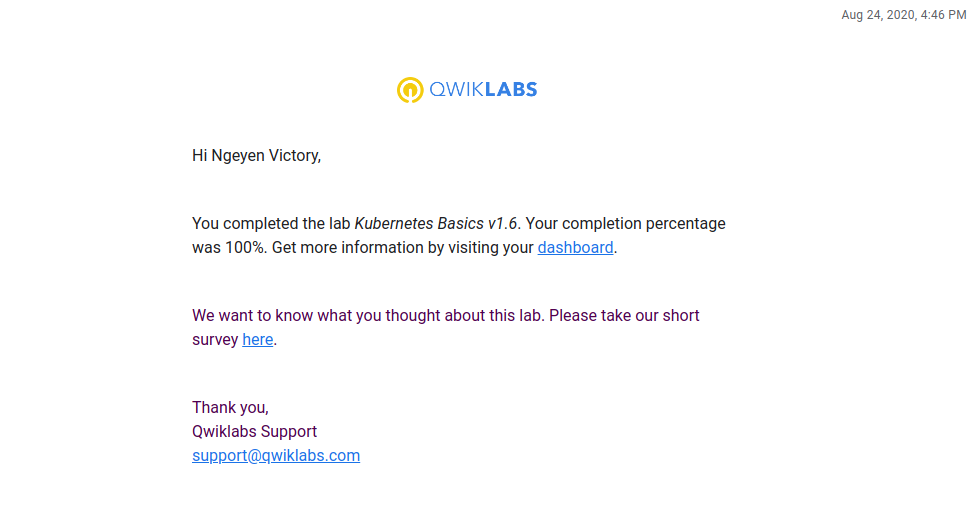 Aug 24, 2020, 4:46 PM
QWIKLABS
Hi Ngeyen Victory,
You completed the lab Kubernetes Basics v1.6. Your completion percentage
was 100%. Get more information by visiting your dashboard.
We want to know what you thought about this lab. Please take our short
survey here.
Thank you,
Qwiklabs Support
support@qwiklabs.com